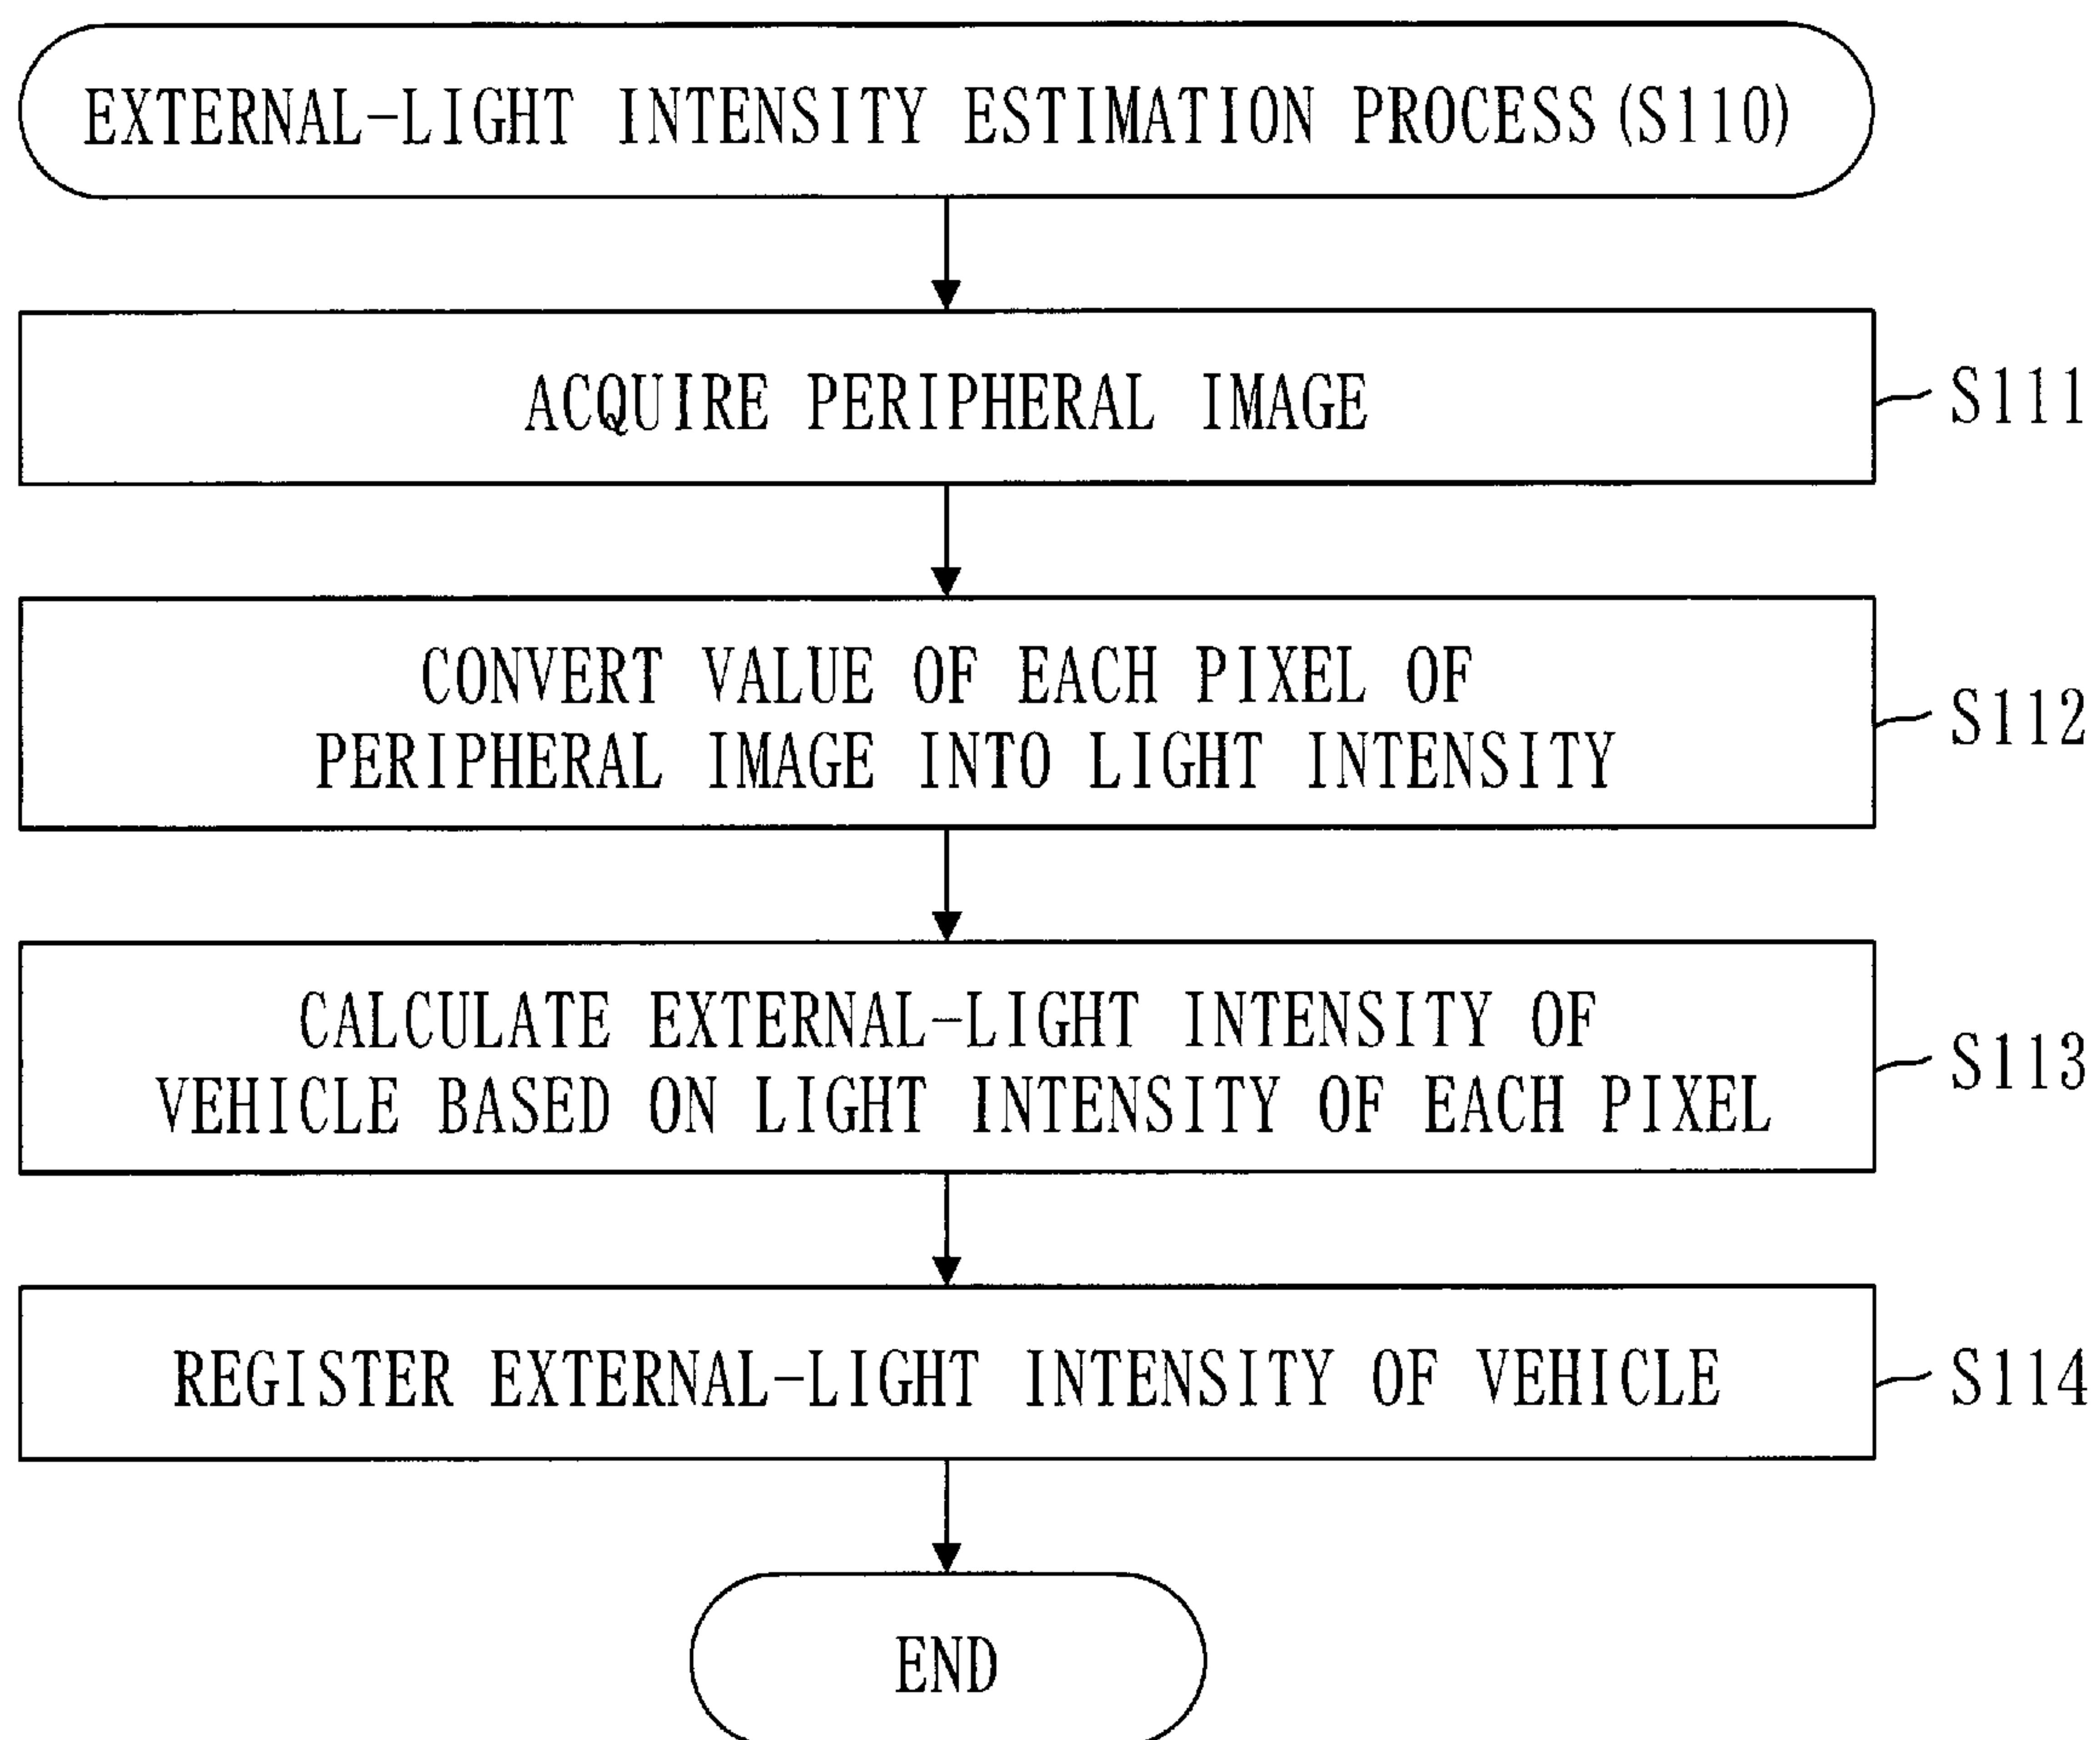 EXTERNAL-LIGHT INTENSITY ESTIMATION PROCESS(S110)
ACQUIRE PERIPHERAL IMAGE
S111
CONVERT VALUE OF EACH PIXEL OF
PERIPHERAL IMAGE INTO LIGHT INTENSITY
S112
CALCULATE EXTERNAL-LIGHT INTENSITY OF
VEHICLE BASED ON LIGHT INTENSITY OF EACH PIXEL
S113
REGISTER EXTERNAL-LIGHT INTENSITY OF VEHICLE
S114
END